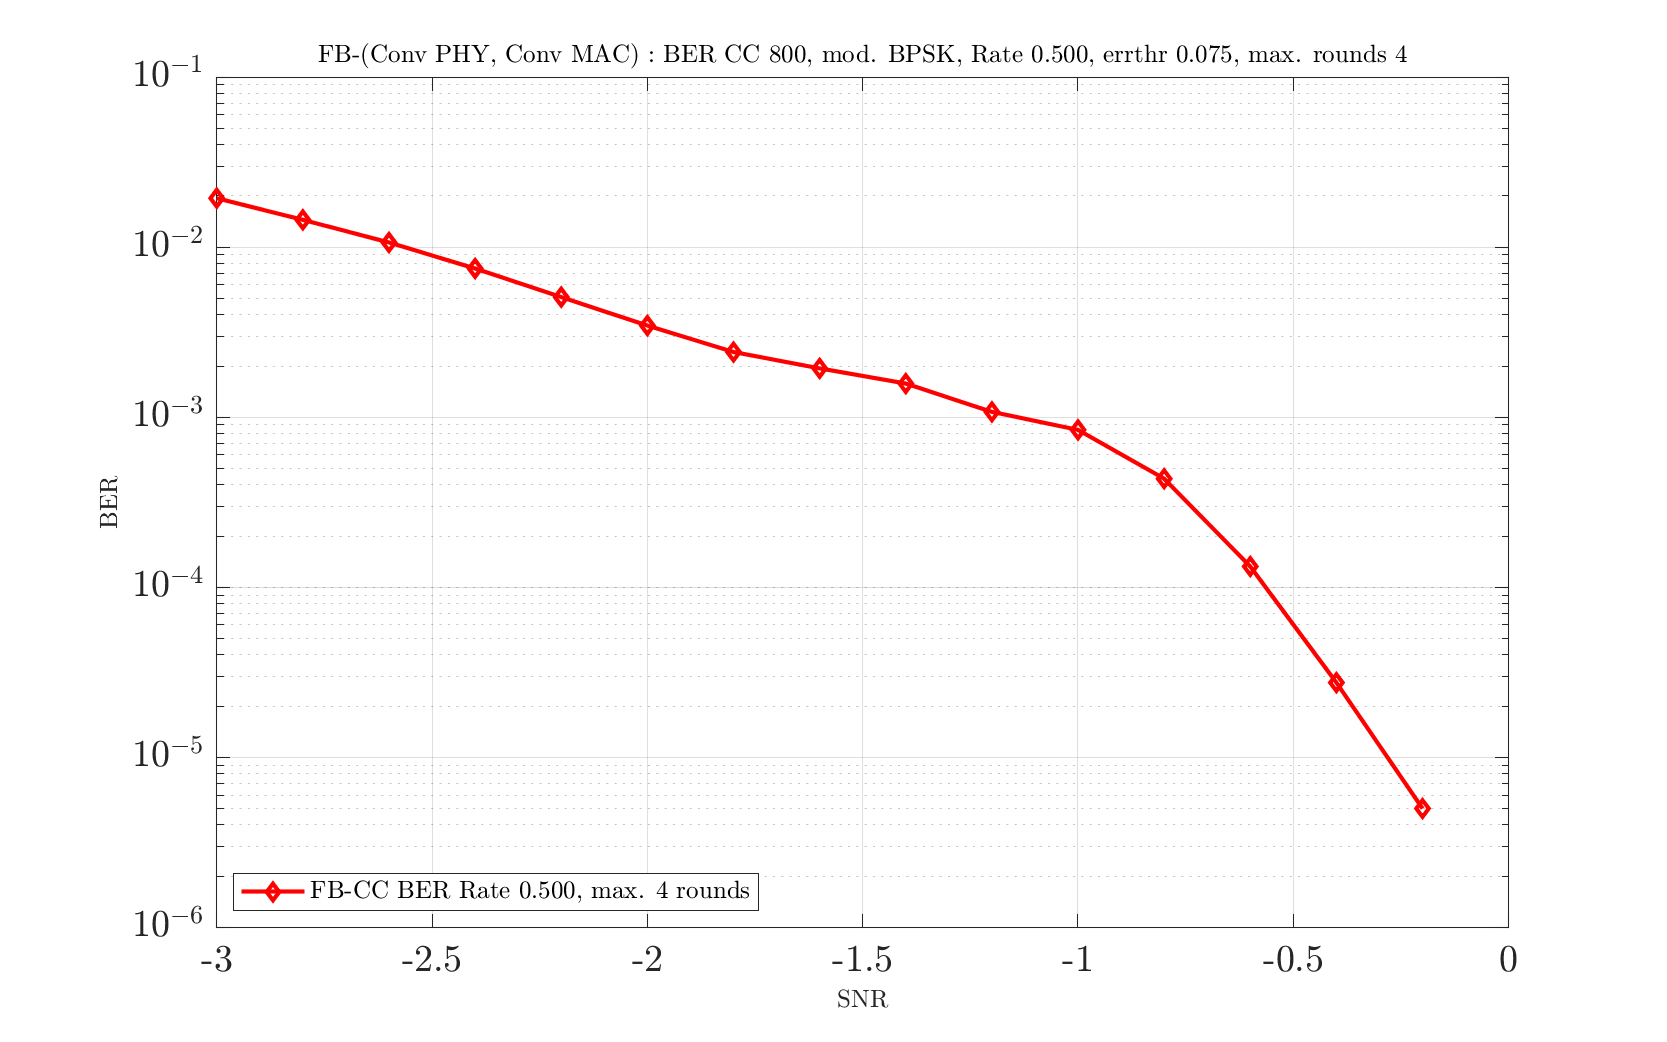 FB-(Conv PHY, Conv MAC) : BER CC 800, mod. BPSK, Rate 0.500, errthr 0.075, max. rounds 4
10⁻¹
10⁻²
10⁻³
10⁻⁴
10⁻⁵
10⁻⁶
BER
FB-CC BER Rate 0.500, max. 4 rounds
-3 -2.5 -2 -1.5 -1 -0.5 0
SNR